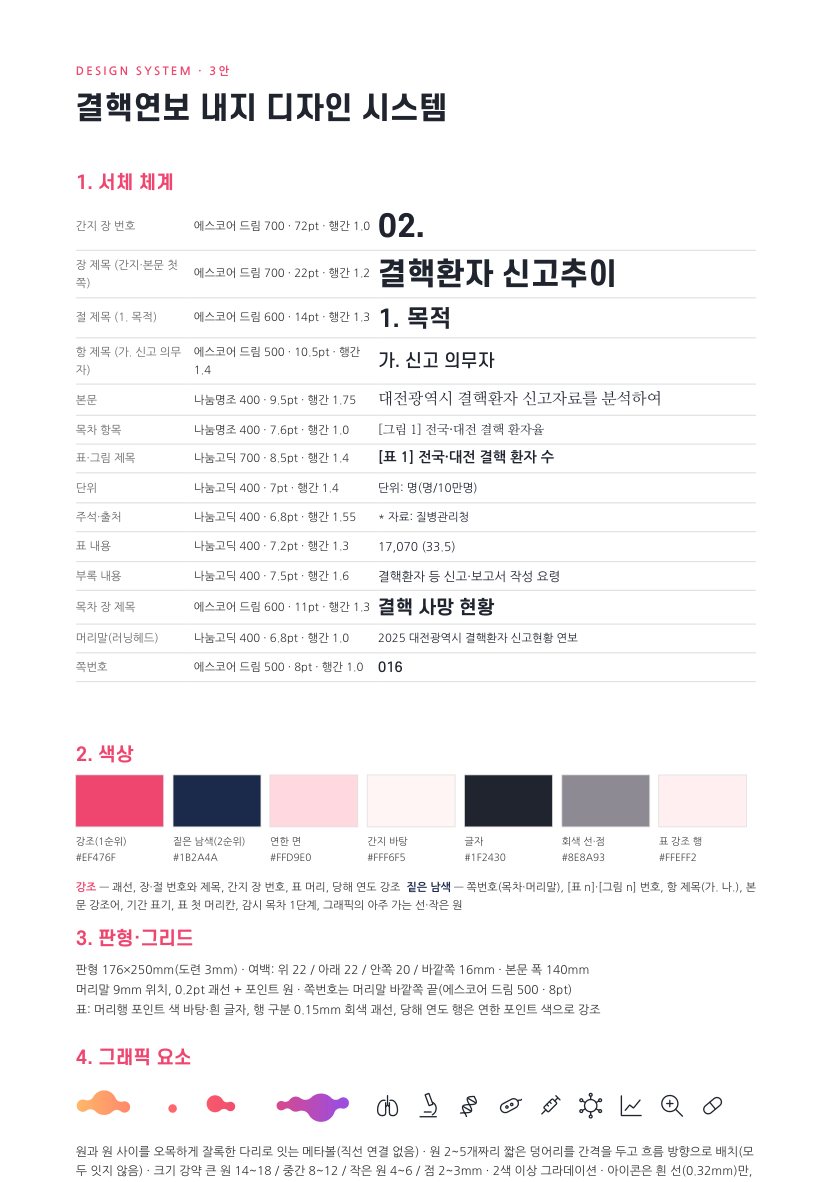 DESIGN SYSTEM · 3안
결핵연보 내지 디자인 시스템
1. 서체 체계
간지 장 번호 에스코어 드림 700 · 72pt · 행간 1.0 02.
장 제목 (간지·본문 첫
쪽) 에스코어 드림 700 · 22pt · 행간 1.2 결핵환자 신고추이
절 제목 (1. 목적) 에스코어 드림 600 · 14pt · 행간 1.3 1. 목적
항 제목 (가. 신고 의무
자) 에스코어 드림 500 · 10.5pt · 행간
1.4 가. 신고 의무자
본문 나눔명조 400 · 9.5pt · 행간 1.75 대전광역시 결핵환자 신고자료를 분석하여
목차 항목 나눔명조 400 · 7.6pt · 행간 1.0 [그림 1] 전국·대전 결핵 환자율
표·그림 제목 나눔고딕 700 · 8.5pt · 행간 1.4 [표 1] 전국·대전 결핵 환자 수
단위 나눔고딕 400 · 7pt · 행간 1.4 단위: 명(명/10만명)
주석·출처 나눔고딕 400 · 6.8pt · 행간 1.55 * 자료: 질병관리청
표 내용 나눔고딕 400 · 7.2pt · 행간 1.3 17,070 (33.5)
부록 내용 나눔고딕 400 · 7.5pt · 행간 1.6 결핵환자 등 신고·보고서 작성 요령
목차 장 제목 에스코어 드림 600 · 11pt · 행간 1.3 결핵 사망 현황
머리말(러닝헤드) 나눔고딕 400 · 6.8pt · 행간 1.0 2025 대전광역시 결핵환자 신고현황 연보
쪽번호 에스코어 드림 500 · 8pt · 행간 1.0 016
2. 색상
강조(1순위) 짙은 남색(2순위) 연한 면 간지 바탕 글자 회색 선·점 표 강조 행
#EF476F #1B2A4A #FFD9E0 #FFF6F5 #1F2430 #8E8A93 #FFEFF2
강조 — 괘선, 장·절 번호와 제목, 간지 장 번호, 표 머리, 당해 연도 강조 짙은 남색 — 쪽번호(목차·머리말), [표 n]·[그림 n] 번호, 항 제목(가. 나.), 본
문 강조어, 기간 표기, 표 첫 머리칸, 감시 목차 1단계, 그래픽의 아주 가는 선·작은 원
3. 판형·그리드
판형 176×250mm(도련 3mm) · 여백: 위 22 / 아래 22 / 안쪽 20 / 바깥쪽 16mm · 본문 폭 140mm
머리말 9mm 위치, 0.2pt 괘선 + 포인트 원 · 쪽번호는 머리말 바깥쪽 끝(에스코어 드림 500 · 8pt)
표: 머리행 포인트 색 바탕·흰 글자, 행 구분 0.15mm 회색 괘선, 당해 연도 행은 연한 포인트 색으로 강조
4. 그래픽 요소
원과 원 사이를 오목하게 잘록한 다리로 잇는 메타볼(직선 연결 없음) · 원 2~5개짜리 짧은 덩어리를 간격을 두고 흐름 방향으로 배치(모
두 잇지 않음) · 크기 강약 큰 원 14~18 / 중간 8~12 / 작은 원 4~6 / 점 2~3mm · 2색 이상 그라데이션 · 아이콘은 흰 선(0.32mm)만,